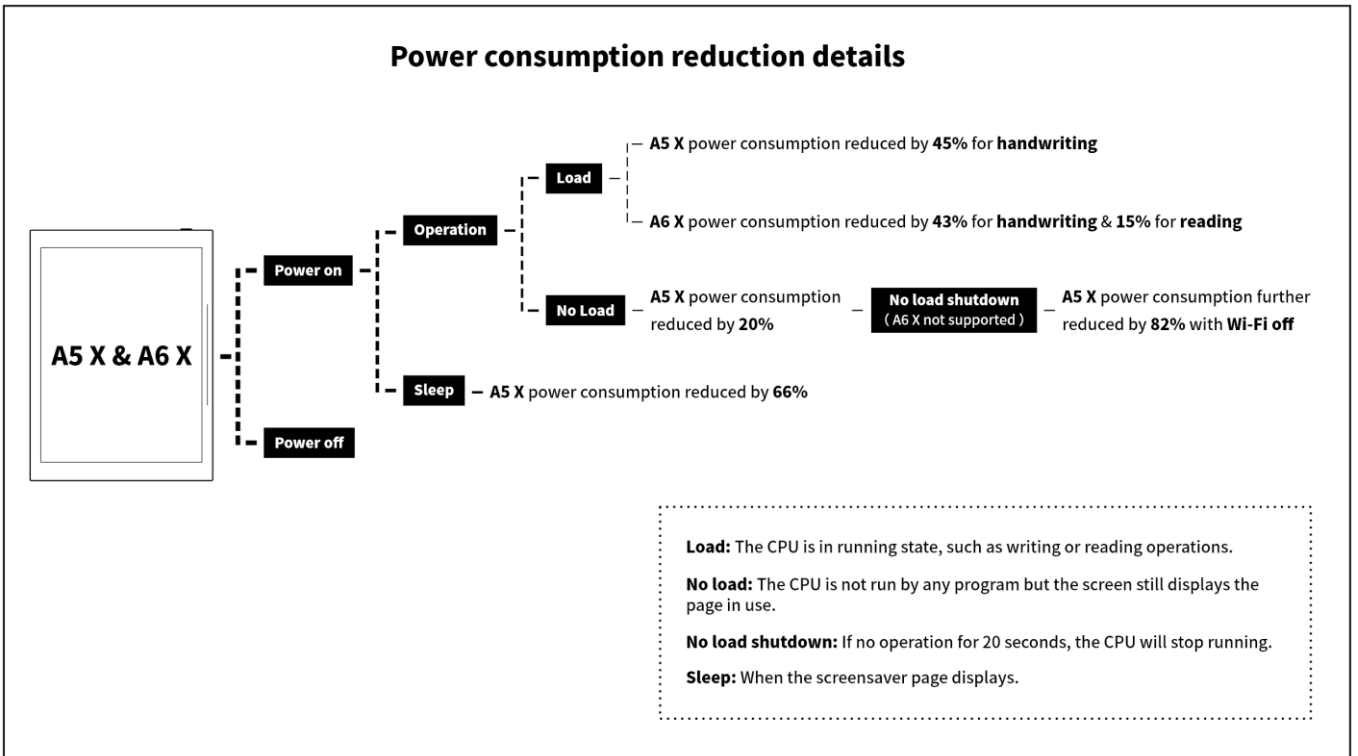 Power consumption reduction details
A5 X & A6 X
Power on
Operation
Load
A5 X power consumption reduced by 45% for handwriting
A6 X power consumption reduced by 43% for handwriting & 15% for reading
No Load
A5 X power consumption
reduced by 20%
No load shutdown
( A6 X not supported )
A5 X power consumption further
reduced by 82% with Wi-Fi off
Sleep
A5 X power consumption reduced by 66%
Power off
Load: The CPU is in running state, such as writing or reading operations.
No load: The CPU is not run by any program but the screen still displays the
page in use.
No load shutdown: If no operation for 20 seconds, the CPU will stop running.
Sleep: When the screensaver page displays.